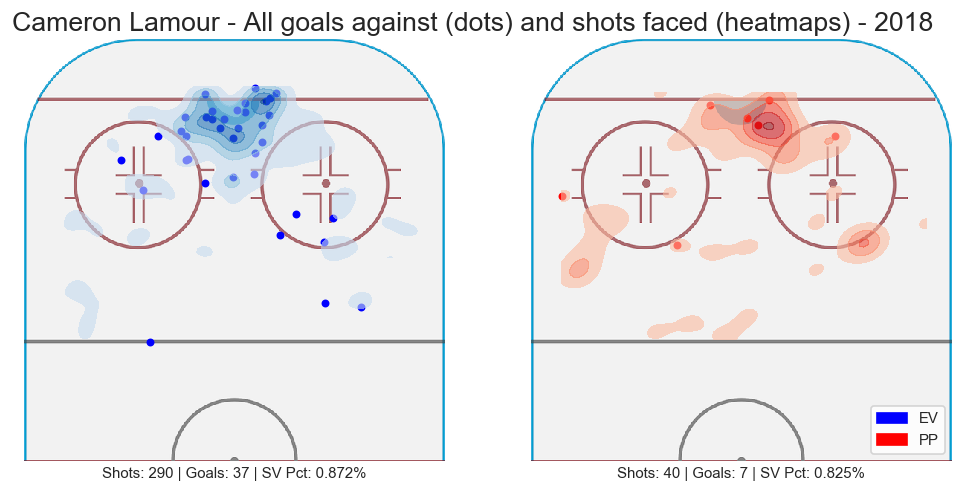 Cameron Lamour - All goals against (dots) and shots faced (heatmaps) - 2018
EV
PP
Shots: 290 | Goals: 37 | SV Pct: 0.872%
Shots: 40 | Goals: 7 | SV Pct: 0.825%